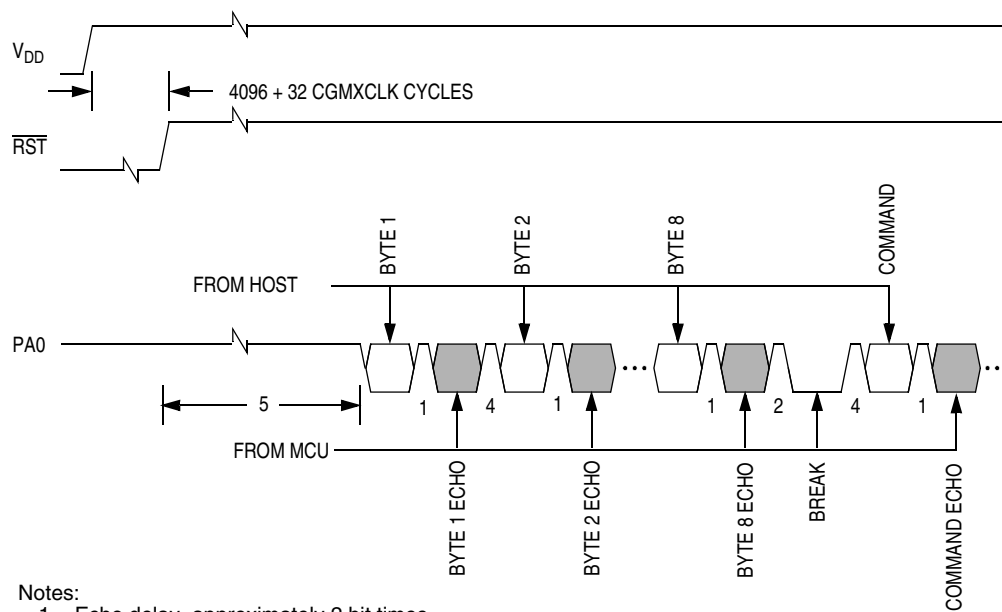 V_DD
4096 + 32 CGMXCLK CYCLES
RST
BYTE 1
BYTE 2
BYTE 8
COMMAND
FROM HOST
PA0
5
1
4
1
1
2
4
1
FROM MCU
BYTE 1 ECHO
BYTE 2 ECHO
BYTE 8 ECHO
BREAK
COMMAND ECHO
Notes: